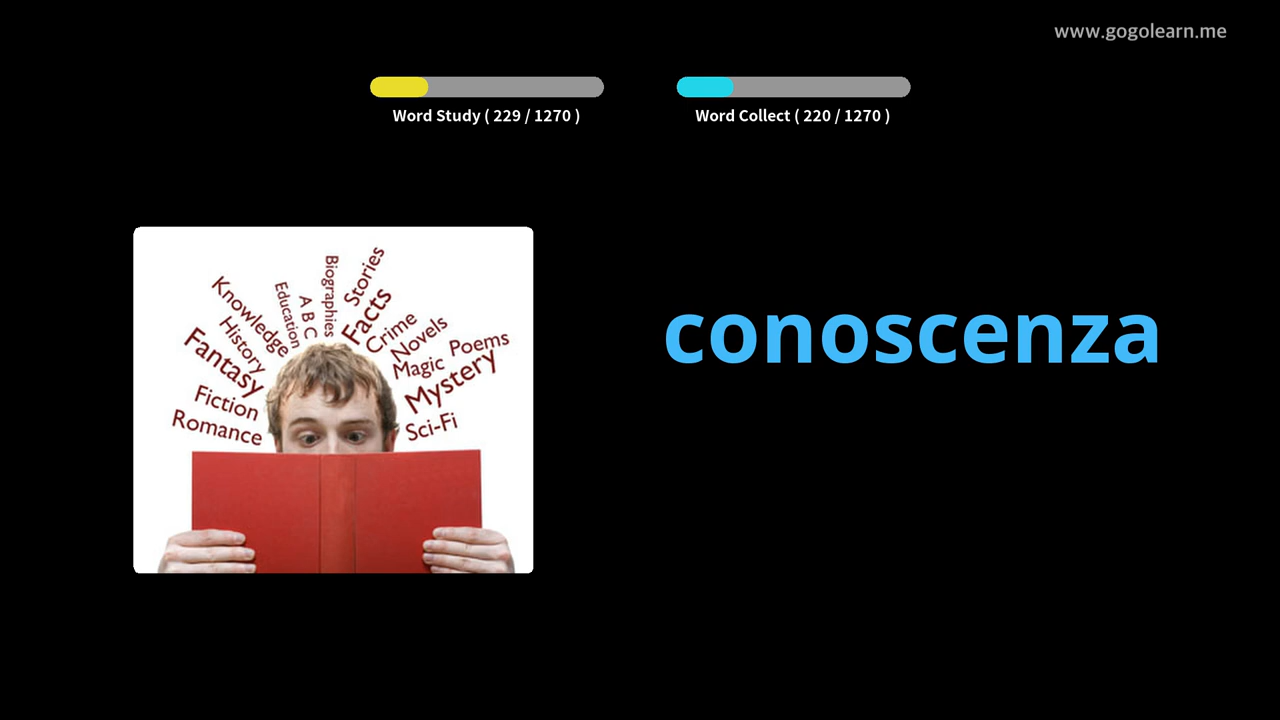 www.gogolearn.me
Word Study ( 229 / 1270 )
Word Collect ( 220 / 1270 )
Biographies
Stories
Education
A B C
Facts
Knowledge
History
Crime
Novels
Fantasy
Magic
Poems
Mystery
Fiction
Romance
Sci-Fi
conoscenza